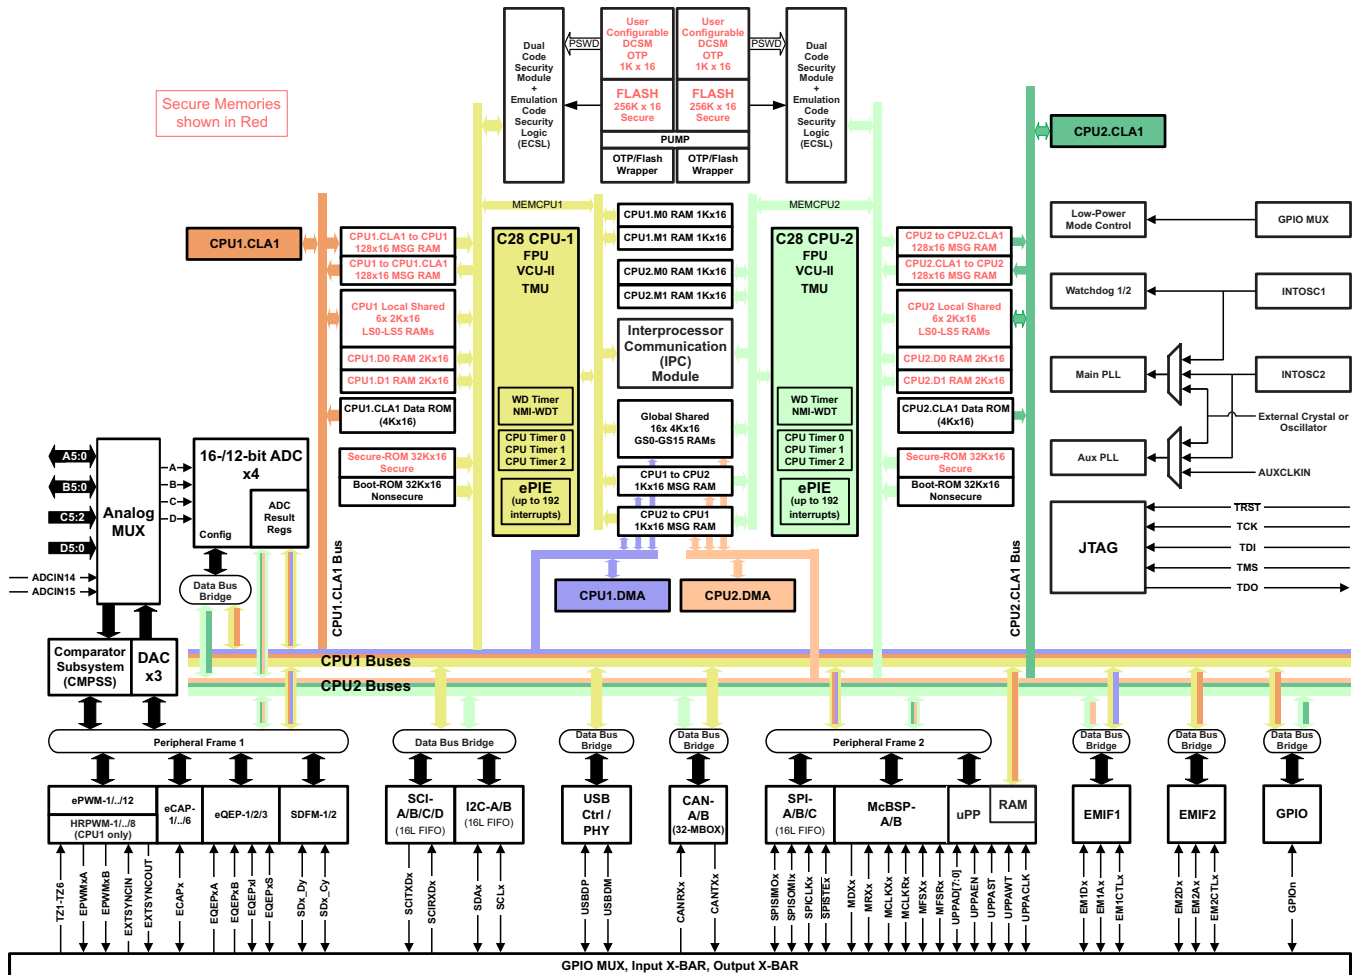 User
Configurable
DCSM
OTP
1K x 16
User
Configurable
DCSM
OTP
1K x 16
PSWD
PSWD
Dual
Code
Security
Module
+
Emulation
Code
Security
Logic
(ECSL)
Dual
Code
Security
Module
+
Emulation
Code
Security
Logic
(ECSL)
FLASH
256K x 16
Secure
FLASH
256K x 16
Secure
PUMP
OTP/Flash
Wrapper
OTP/Flash
Wrapper
Secure Memories
shown in Red
CPU2.CLA1
MEMCPU1
MEMCPU2
CPU1.CLA1
CPU1.CLA1 to CPU1
128x16 MSG RAM
CPU1 to CPU1.CLA1
128x16 MSG RAM
CPU1 Local Shared
6x 2Kx16
LS0-LS5 RAMs
CPU1.D0 RAM 2Kx16
CPU1.D1 RAM 2Kx16
CPU1.CLA1 Data ROM
(4Kx16)
Secure-ROM 32Kx16
Secure
Boot-ROM 32Kx16
Nonsecure
C28 CPU-1
FPU
VCU-II
TMU
WD Timer
NMI-WDT
CPU Timer 0
CPU Timer 1
CPU Timer 2
ePIE
(up to 192
interrupts)
CPU1.M0 RAM 1Kx16
CPU1.M1 RAM 1Kx16
CPU2.M0 RAM 1Kx16
CPU2.M1 RAM 1Kx16
Interprocessor
Communication
(IPC)
Module
Global Shared
16x 4Kx16
GS0-GS15 RAMs
CPU1 to CPU2
1Kx16 MSG RAM
CPU2 to CPU1
1Kx16 MSG RAM
C28 CPU-2
FPU
VCU-II
TMU
WD Timer
NMI-WDT
CPU Timer 0
CPU Timer 1
CPU Timer 2
ePIE
(up to 192
interrupts)
CPU2 to CPU2.CLA1
128x16 MSG RAM
CPU2.CLA1 to CPU2
128x16 MSG RAM
CPU2 Local Shared
6x 2Kx16
LS0-LS5 RAMs
CPU2.D0 RAM 2Kx16
CPU2.D1 RAM 2Kx16
CPU2.CLA1 Data ROM
(4Kx16)
Secure-ROM 32Kx16
Secure
Boot-ROM 32Kx16
Nonsecure
Low-Power
Mode Control
GPIO MUX
Watchdog 1/2
INTOSC1
Main PLL
INTOSC2
External Crystal or
Oscillator
Aux PLL
AUXCLKIN
JTAG
TRST
TCK
TDI
TMS
TDO
A5:0
B5:0
C5:2
D5:0
ADCIN14
ADCIN15
Analog
MUX
A
B
C
D
16-/12-bit ADC
x4
ADC
Result
Regs
Config
Data Bus
Bridge
CPU1.CLA1 Bus
CPU2.CLA1 Bus
CPU1.DMA
CPU2.DMA
Comparator
Subsystem
(CMPSS)
DAC
x3
CPU1 Buses
CPU2 Buses
Peripheral Frame 1
Data Bus Bridge
Data Bus
Bridge
Data Bus
Bridge
Peripheral Frame 2
Data Bus
Bridge
Data Bus
Bridge
Data Bus
Bridge
ePWM-1/../12
HRPWM-1/../8
(CPU1 only)
eCAP-
1/../6
eQEP-1/2/3
SDFM-1/2
SCI-
A/B/C/D
(16L FIFO)
I2C-A/B
(16L FIFO)
USB
Ctrl /
PHY
CAN-
A/B
(32-MBOX)
SPI-
A/B/C
(16L FIFO)
McBSP-
A/B
uPP
RAM
EMIF1
EMIF2
GPIO
TZ1-TZ6
EPWMxA
EPWMxB
EXTSYNCIN
EXTSYNCOUT
ECAPx
EQEPxA
EQEPxB
EQEPxI
EQEPxS
SDx_Dy
SDx_Cy
SCITXDx
SCIRXDx
SDAx
SCLx
USBDP
USBDM
CANRXx
CANTXx
SPISIMOx
SPISOMIx
SPICLKx
SPISTEx
MDXx
MRXx
MCLKXx
MCLKRx
MFSXx
MFSRx
UPPAD[7:0]
UPPAEN
UPPAST
UPPAWT
UPPACLK
EM1Dx
EM1Ax
EM1CTLx
EM2Dx
EM2Ax
EM2CTLx
GPIOn
GPIO MUX, Input X-BAR, Output X-BAR